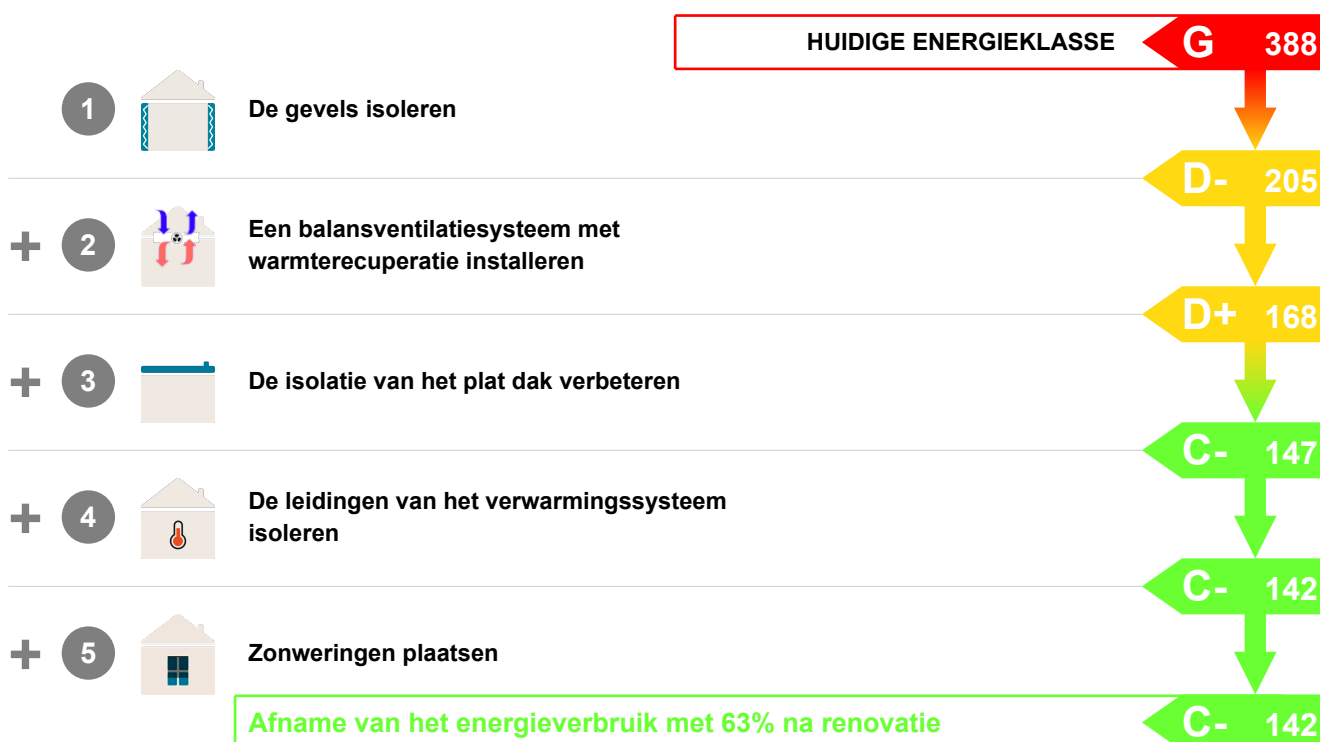 HUIDIGE ENERGIEKLASSE G 388
1 De gevels isoleren
D- 205
+ 2 Een balansventilatiesysteem met
warmterecuperatie installeren
D+ 168
+ 3 De isolatie van het plat dak verbeteren
C- 147
+ 4 De leidingen van het verwarmingssysteem
isoleren
C- 142
+ 5 Zonweringen plaatsen
Afname van het energieverbruik met 63% na renovatie C- 142